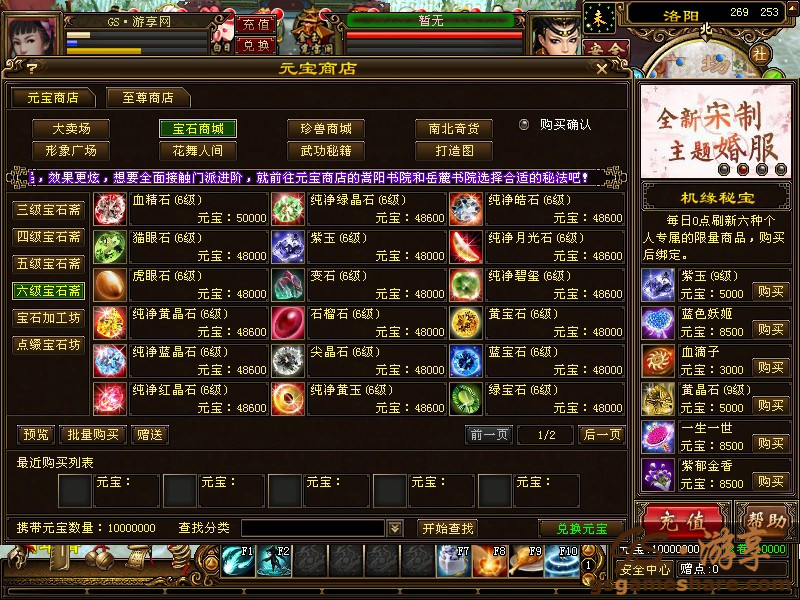 GS·游享网
充值
兑换
暂无
未
洛阳
269 253
北
安全
社
场
?
元宝商店
×
元宝商店
至尊商店
大卖场
宝石商城
珍兽商城
南北奇货
购买确认
形象广场
花舞人间
武功秘籍
打造图
,效果更炫,想要全面接触门派进阶,就前往元宝商店的嵩阳书院和岳麓书院选择合适的秘法吧!
三级宝石斋
四级宝石斋
五级宝石斋
六级宝石斋
宝石加工坊
点缀宝石坊
血精石(6级)
元宝:50000
纯净绿晶石(6级)
元宝:48600
纯净皓石(6级)
元宝:48600
猫眼石(6级)
元宝:48000
紫玉(6级)
元宝:48000
纯净月光石(6级)
元宝:48600
虎眼石(6级)
元宝:48000
变石(6级)
元宝:48000
纯净碧玺(6级)
元宝:48600
纯净黄晶石(6级)
元宝:48600
石榴石(6级)
元宝:48000
黄宝石(6级)
元宝:48000
纯净蓝晶石(6级)
元宝:48600
尖晶石(6级)
元宝:48000
蓝宝石(6级)
元宝:48000
纯净红晶石(6级)
元宝:48600
纯净黄玉(6级)
元宝:48600
绿宝石(6级)
元宝:48000
预览
批量购买
赠送
前一页
1/2
后一页
最近购买列表
元宝:
元宝:
元宝:
元宝:
元宝:
携带元宝数量:10000000
查找分类
开始查找
兑换元宝
全新宋制
主题婚服
机缘秘宝
每日0点刷新六种个
人专属的限量商品,购买
后绑定。
紫玉(9级)
元宝:5000
购买
蓝色妖姬
元宝:8500
购买
血滴子
元宝:3000
购买
黄晶石(9级)
元宝:5000
购买
一生一世
元宝:8500
购买
紫郁金香
元宝:8500
购买
充值
帮助
F1
F2
F7
F8
F9
F10
1
元宝:10000000
安全中心
赠点:0
游享
gsgameshare.com